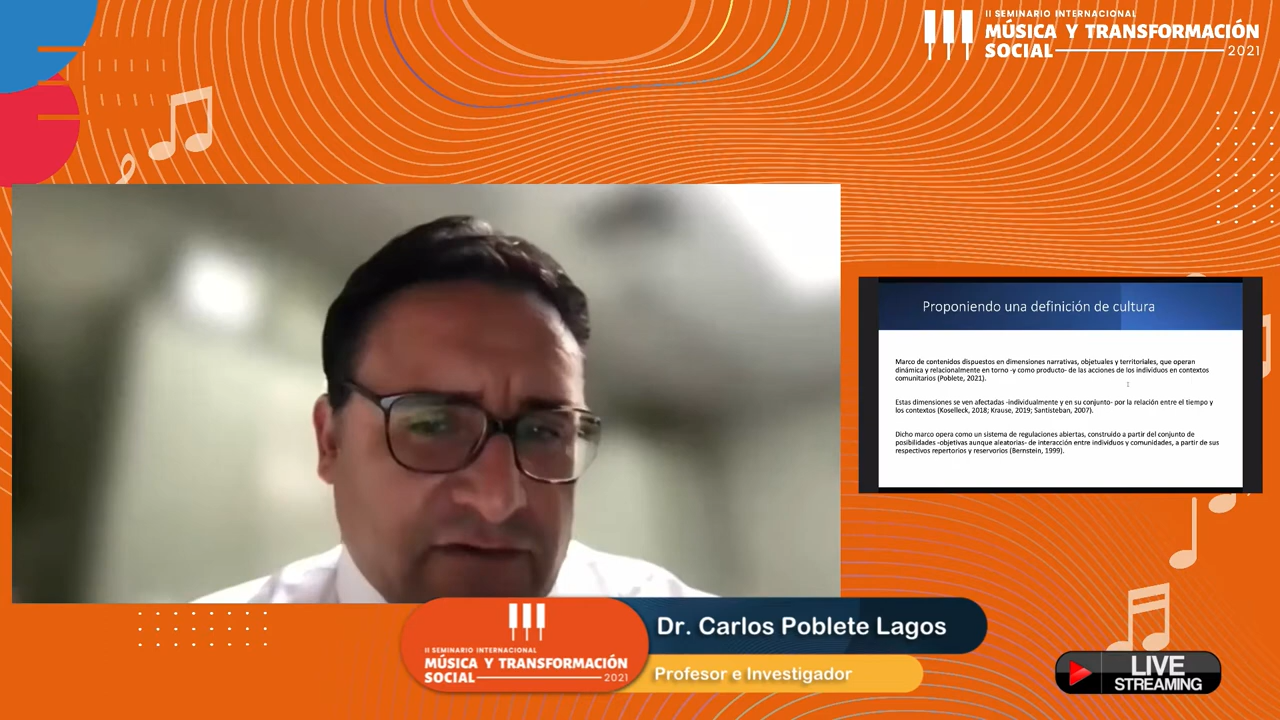 II SEMINARIO INTERNACIONAL
MÚSICA Y TRANSFORMACIÓN
SOCIAL
2021
Proponiendo una definición de cultura
Marco de contenidos dispuestos en dimensiones narrativas, objetuales y territoriales, que operan
dinámica y relacionalmente en torno -y como producto- de las acciones de los individuos en contextos
comunitarios (Poblete, 2021).
Estas dimensiones se ven afectadas -individualmente y en su conjunto- por la relación entre el tiempo y
los contextos (Koselleck, 2018; Krause, 2019; Santisteban, 2007).
Dicho marco opera como un sistema de regulaciones abiertas, construido a partir del conjunto de
posibilidades -objetivas aunque aleatorias- de interacción entre individuos y comunidades, a partir de sus
respectivos repertorios y reservorios (Bernstein, 1999).
II SEMINARIO INTERNACIONAL
MÚSICA Y TRANSFORMACIÓN
SOCIAL
2021
Dr. Carlos Poblete Lagos
Profesor e Investigador
LIVE
STREAMING